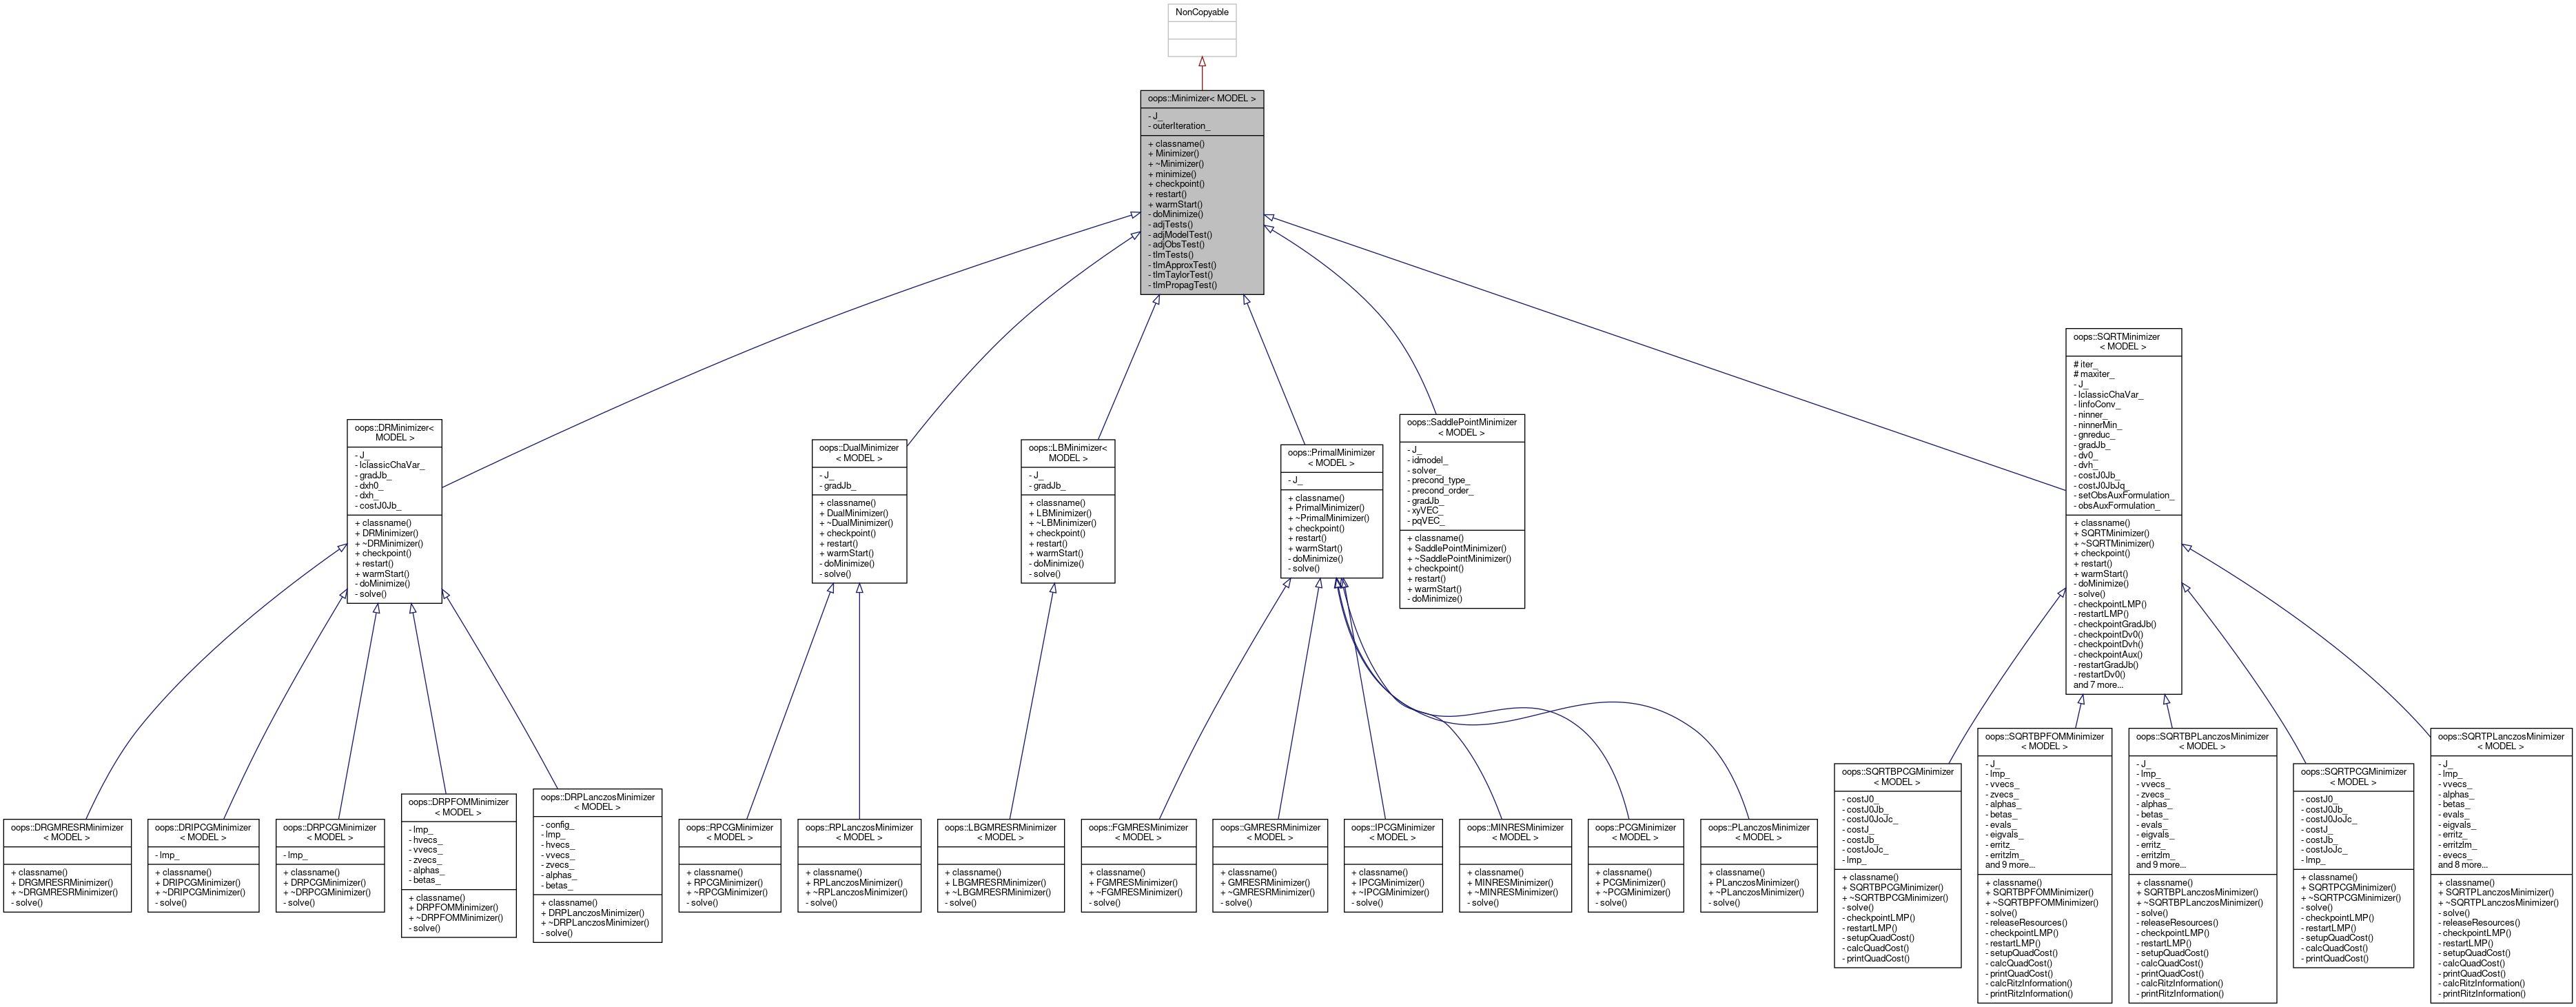 NonCopyable
oops::Minimizer< MODEL >
- J_
- outerIteration_
+ classname()
+ Minimizer()
+ ~Minimizer()
+ minimize()
+ checkpoint()
+ restart()
+ warmStart()
- doMinimize()
- adjTests()
- adjModelTest()
- adjObsTest()
- tlmTests()
- tlmApproxTest()
- tlmTaylorTest()
- tlmPropagTest()
oops::DRMinimizer<
MODEL >
- J_
- lclassicChaVar_
- gradJb_
- dxh0_
- dxh_
- costJ0Jb_
+ classname()
+ DRMinimizer()
+ ~DRMinimizer()
+ checkpoint()
+ restart()
+ warmStart()
- doMinimize()
- solve()
oops::DualMinimizer
< MODEL >
- J_
- gradJb_
+ classname()
+ DualMinimizer()
+ ~DualMinimizer()
+ checkpoint()
+ restart()
+ warmStart()
- doMinimize()
- solve()
oops::LBMinimizer<
MODEL >
- J_
- gradJb_
+ classname()
+ LBMinimizer()
+ ~LBMinimizer()
+ checkpoint()
+ restart()
+ warmStart()
- doMinimize()
- solve()
oops::PrimalMinimizer
< MODEL >
- J_
+ classname()
+ PrimalMinimizer()
+ ~PrimalMinimizer()
+ checkpoint()
+ restart()
+ warmStart()
- doMinimize()
- solve()
oops::SaddlePointMinimizer
< MODEL >
- J_
- idmodel_
- solver_
- precond_type_
- precond_order_
- gradJb_
- xyVEC_
- pqVEC_
+ classname()
+ SaddlePointMinimizer()
+ ~SaddlePointMinimizer()
+ checkpoint()
+ restart()
+ warmStart()
- doMinimize()
oops::SQRTMinimizer
< MODEL >
# iter_
# maxiter_
- J_
- lclassicChaVar_
- linfoConv_
- ninner_
- ninnerMin_
- gnreduc_
- gradJb_
- dv0_
- dvh_
- costJ0Jb_
- costJ0JbJq_
- setObsAuxFormulation_
- obsAuxFormulation_
+ classname()
+ SQRTMinimizer()
+ ~SQRTMinimizer()
+ checkpoint()
+ restart()
+ warmStart()
- doMinimize()
- solve()
- checkpointLMP()
- restartLMP()
- checkpointGradJb()
- checkpointDv0()
- checkpointDvh()
- checkpointAux()
- restartGradJb()
- restartDv0()
and 7 more...
oops::DRGMRESRMinimizer
< MODEL >
+ classname()
+ DRGMRESRMinimizer()
+ ~DRGMRESRMinimizer()
- solve()
oops::DRIPCGMinimizer
< MODEL >
- lmp_
+ classname()
+ DRIPCGMinimizer()
+ ~DRIPCGMinimizer()
- solve()
oops::DRPCGMinimizer
< MODEL >
- lmp_
+ classname()
+ DRPCGMinimizer()
+ ~DRPCGMinimizer()
- solve()
oops::DRPFOMMinimizer
< MODEL >
- lmp_
- hvecs_
- vvecs_
- zvecs_
- alphas_
- betas_
+ classname()
+ DRPFOMMinimizer()
+ ~DRPFOMMinimizer()
- solve()
oops::DRPLanczosMinimizer
< MODEL >
- config_
- lmp_
- hvecs_
- vvecs_
- zvecs_
- alphas_
- betas_
+ classname()
+ DRPLanczosMinimizer()
+ ~DRPLanczosMinimizer()
- solve()
oops::RPCGMinimizer
< MODEL >
+ classname()
+ RPCGMinimizer()
+ ~RPCGMinimizer()
- solve()
oops::RPLanczosMinimizer
< MODEL >
+ classname()
+ RPLanczosMinimizer()
+ ~RPLanczosMinimizer()
- solve()
oops::LBGMRESRMinimizer
< MODEL >
+ classname()
+ LBGMRESRMinimizer()
+ ~LBGMRESRMinimizer()
- solve()
oops::FGMRESMinimizer
< MODEL >
+ classname()
+ FGMRESMinimizer()
+ ~FGMRESMinimizer()
- solve()
oops::GMRESRMinimizer
< MODEL >
+ classname()
+ GMRESRMinimizer()
+ ~GMRESRMinimizer()
- solve()
oops::IPCGMinimizer
< MODEL >
+ classname()
+ IPCGMinimizer()
+ ~IPCGMinimizer()
- solve()
oops::MINRESMinimizer
< MODEL >
+ classname()
+ MINRESMinimizer()
+ ~MINRESMinimizer()
- solve()
oops::PCGMinimizer
< MODEL >
+ classname()
+ PCGMinimizer()
+ ~PCGMinimizer()
- solve()
oops::PLanczosMinimizer
< MODEL >
+ classname()
+ PLanczosMinimizer()
+ ~PLanczosMinimizer()
- solve()
oops::SQRTBPCGMinimizer
< MODEL >
- costJ0_
- costJ0Jb_
- costJ0JoJc_
- costJ_
- costJb_
- costJoJc_
- lmp_
+ classname()
+ SQRTBPCGMinimizer()
+ ~SQRTBPCGMinimizer()
- solve()
- checkpointLMP()
- restartLMP()
- setupQuadCost()
- calcQuadCost()
- printQuadCost()
oops::SQRTBPFOMMinimizer
< MODEL >
- J_
- lmp_
- vvecs_
- zvecs_
- alphas_
- betas_
- evals_
- eigvals_
- erritz_
- erritzlm_
and 9 more...
+ classname()
+ SQRTBPFOMMinimizer()
+ ~SQRTBPFOMMinimizer()
- solve()
- releaseResources()
- checkpointLMP()
- restartLMP()
- setupQuadCost()
- calcQuadCost()
- printQuadCost()
- calcRitzInformation()
- printRitzInformation()
oops::SQRTBPLanczosMinimizer
< MODEL >
- J_
- lmp_
- vvecs_
- zvecs_
- alphas_
- betas_
- evals_
- eigvals_
- erritz_
- erritzlm_
and 9 more...
+ classname()
+ SQRTBPLanczosMinimizer()
+ ~SQRTBPLanczosMinimizer()
- solve()
- releaseResources()
- checkpointLMP()
- restartLMP()
- setupQuadCost()
- calcQuadCost()
- printQuadCost()
- calcRitzInformation()
- printRitzInformation()
oops::SQRTPCGMinimizer
< MODEL >
- costJ0_
- costJ0Jb_
- costJ0JoJc_
- costJ_
- costJb_
- costJoJc_
- lmp_
+ classname()
+ SQRTPCGMinimizer()
+ ~SQRTPCGMinimizer()
- solve()
- checkpointLMP()
- restartLMP()
- setupQuadCost()
- calcQuadCost()
- printQuadCost()
oops::SQRTPLanczosMinimizer
< MODEL >
- J_
- lmp_
- vvecs_
- alphas_
- betas_
- evals_
- eigvals_
- erritz_
- erritzlm_
- evecs_
and 8 more...
+ classname()
+ SQRTPLanczosMinimizer()
+ ~SQRTPLanczosMinimizer()
- solve()
- releaseResources()
- checkpointLMP()
- restartLMP()
- setupQuadCost()
- calcQuadCost()
- printQuadCost()
- calcRitzInformation()
- printRitzInformation()